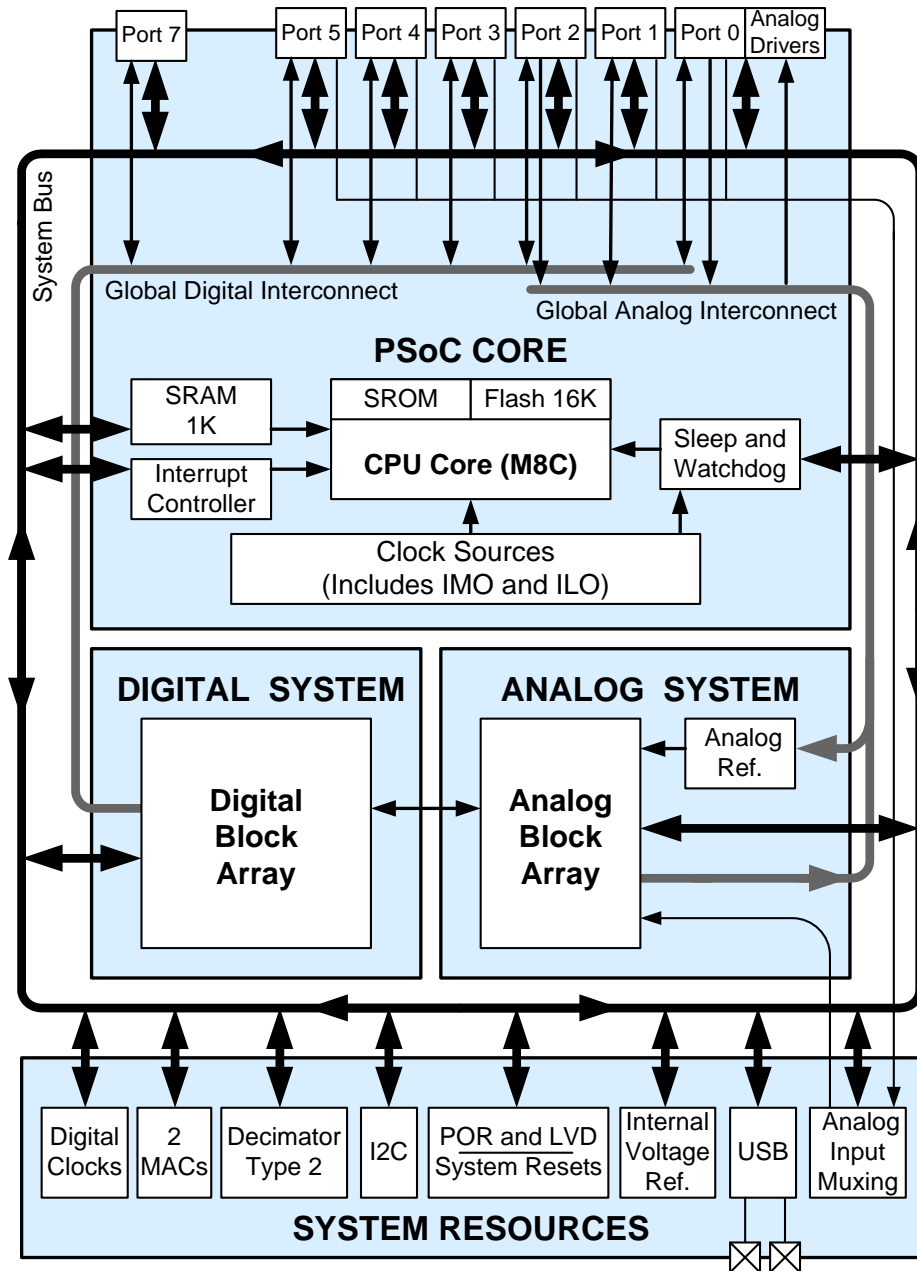 Port 7
Port 5
Port 4
Port 3
Port 2
Port 1
Port 0
Analog
Drivers
System Bus
Global Digital Interconnect
Global Analog Interconnect
PSoC CORE
SRAM
1K
SROM
Flash 16K
CPU Core (M8C)
Sleep and
Watchdog
Interrupt
Controller
Clock Sources
(Includes IMO and ILO)
DIGITAL SYSTEM
ANALOG SYSTEM
Digital
Block
Array
Analog
Block
Array
Analog
Ref.
Digital
Clocks
2
MACs
Decimator
Type 2
I2C
POR and LVD
System Resets
Internal
Voltage
Ref.
USB
Analog
Input
Muxing
SYSTEM RESOURCES